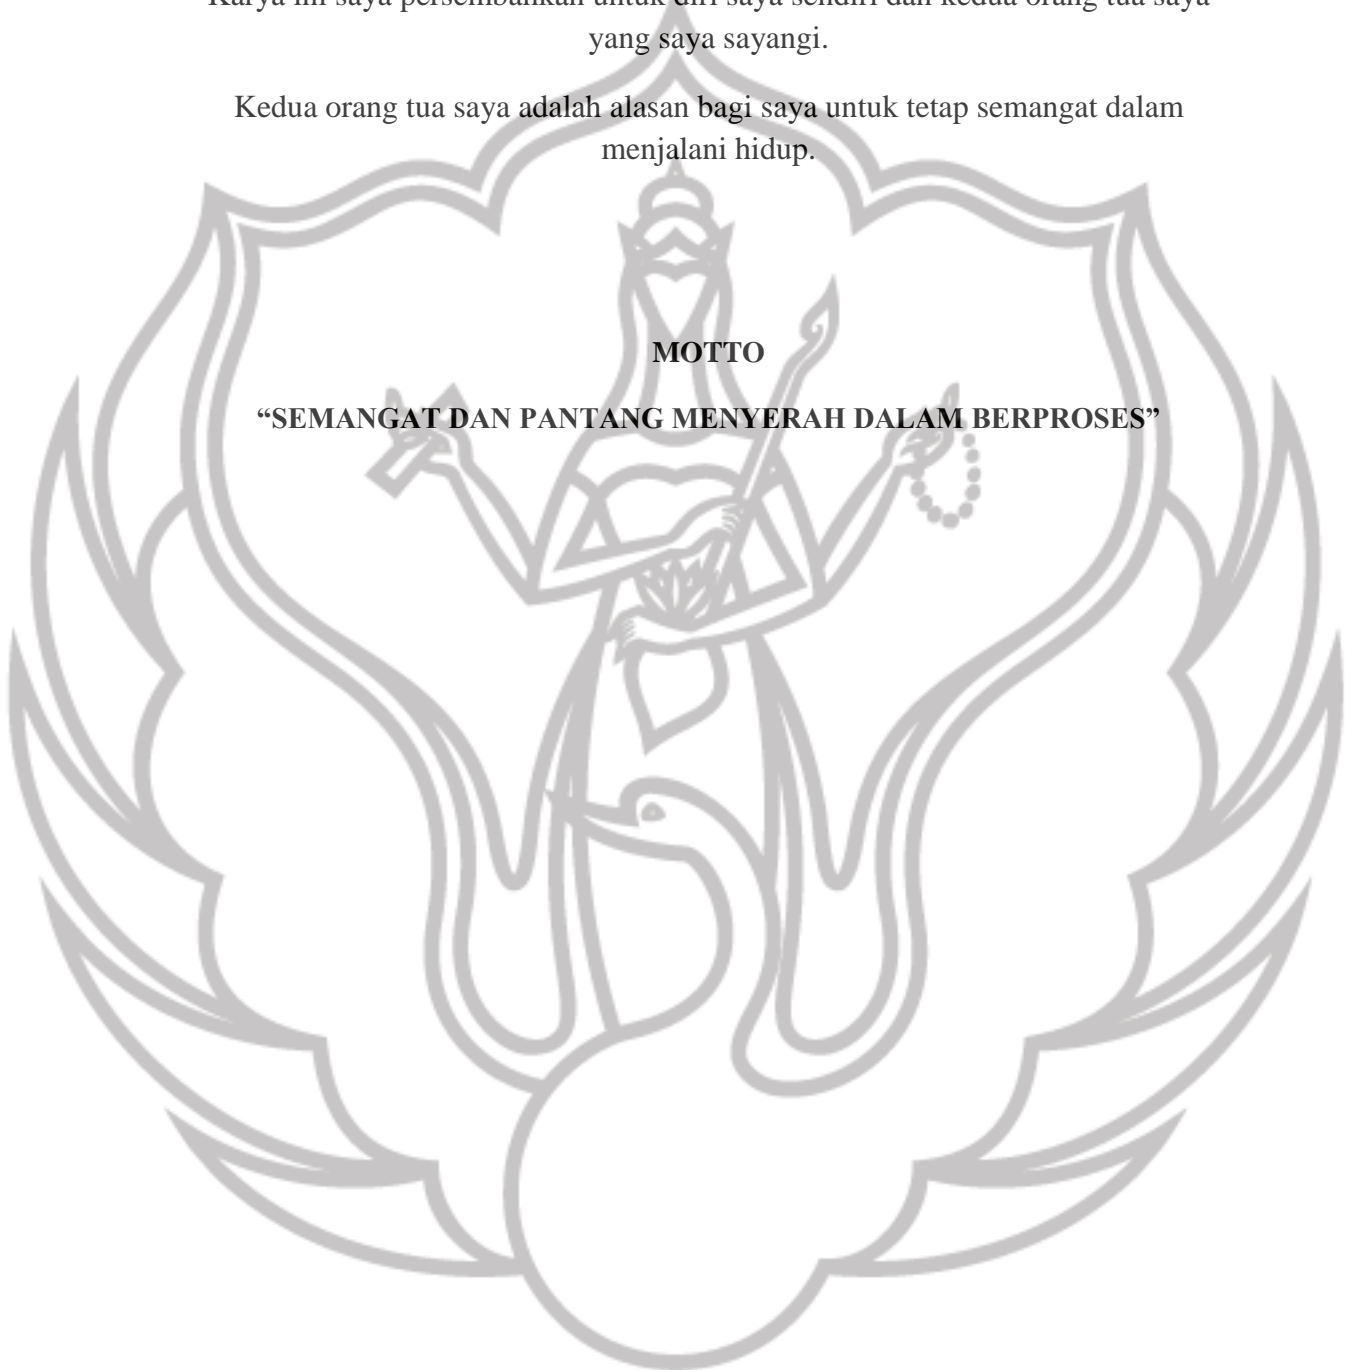 Karya ini saya persembahkan untuk diri saya sendiri dan kedua orang tua saya
yang saya sayangi.
Kedua orang tua saya adalah alasan bagi saya untuk tetap semangat dalam
menjalani hidup.
MOTTO
“SEMANGAT DAN PANTANG MENYERAH DALAM BERPROSES”